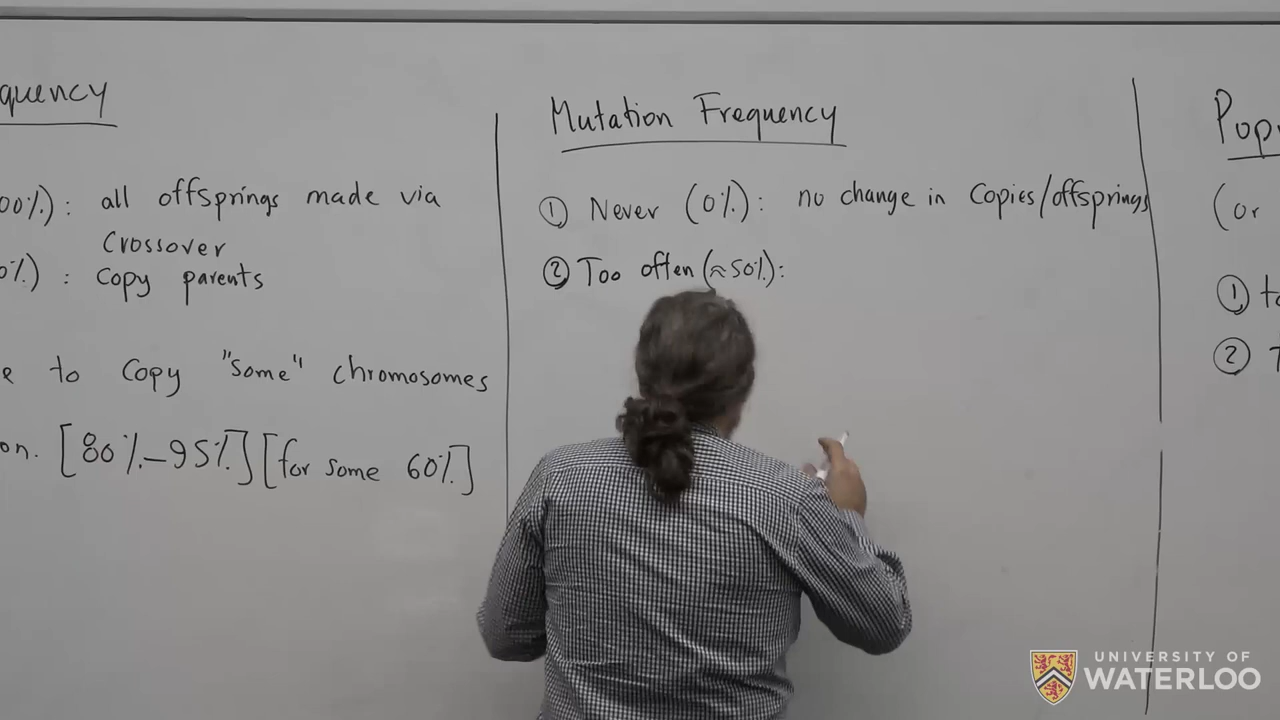 quency
00%): all offsprings made via
Crossover
0%): Copy parents
e to Copy "Some" chromosomes
on. [80%-95%] [for some 60%]
Mutation Frequency
① Never (0%): no change in Copies/offsprings
② Too often (≈50%):
Pop
(or
① to
② T
UNIVERSITY OF
WATERLOO